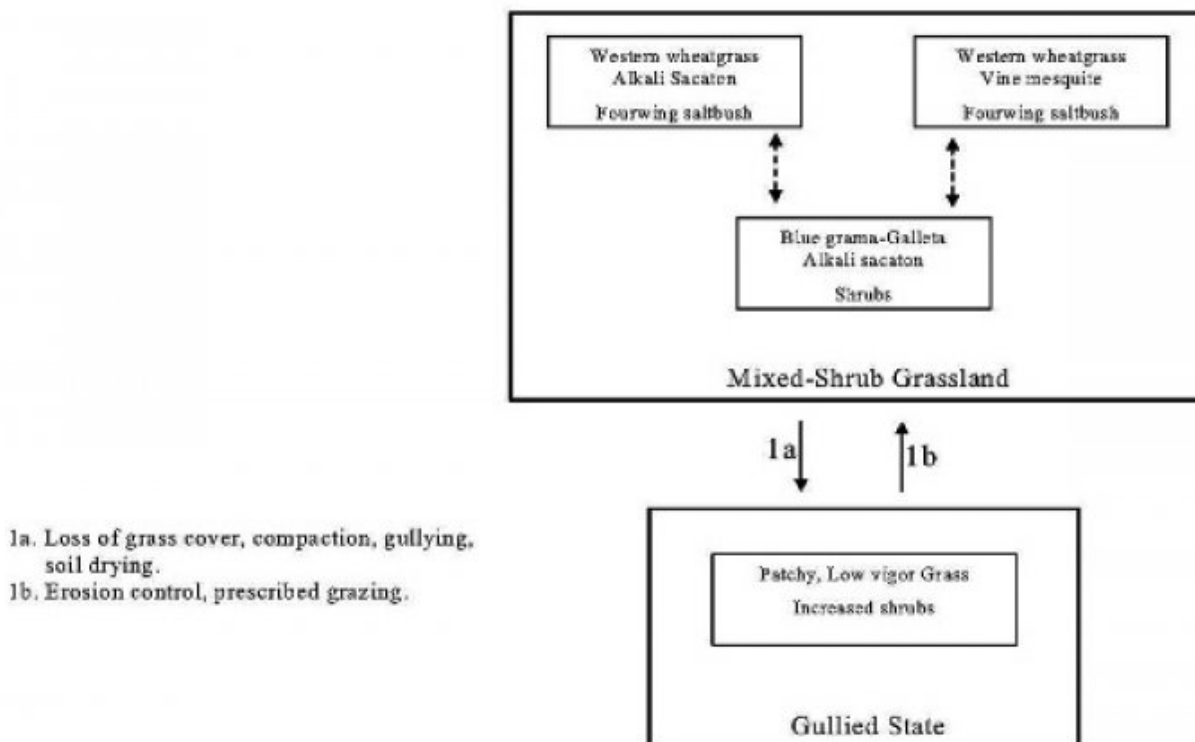 Western wheatgrass
Alkali Sacaton
Fourwing saltbush
Western wheatgrass
Vine mesquite
Fourwing saltbush
Blue grama-Galleta
Alkali sacaton
Shrubs
Mixed-Shrub Grassland
1a
1b
1a. Loss of grass cover, compaction, gullying,
soil drying.
1b. Erosion control, prescribed grazing.
Patchy, Low vigor Grass
Increased shrubs
Gullied State